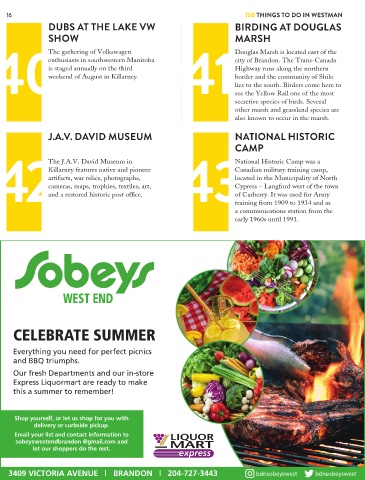 16
150 THINGS TO DO IN WESTMAN
40
DUBS AT THE LAKE VW
SHOW
The gathering of Volkswagen
enthusiasts in southwestern Manitoba
is staged annually on the third
weekend of August in Killarney.
41
BIRDING AT DOUGLAS
MARSH
Douglas Marsh is located east of the
city of Brandon. The Trans-Canada
Highway runs along the northern
border and the community of Shilo
lies to the south. Birders come here to
see the Yellow Rail one of the most
secretive species of birds. Several
other marsh and grassland species are
also known to occur in the marsh.
42
J.A.V. DAVID MUSEUM
The J.A.V. David Museum in
Killarney features native and pioneer
artifacts, war relics, photographs,
cameras, maps, trophies, textiles, art,
and a restored historic post office.
43
NATIONAL HISTORIC
CAMP
National Historic Camp was a
Canadian military training camp,
located in the Municipality of North
Cypress – Langford west of the town
of Carberry. It was used for Army
training from 1909 to 1934 and as
a communications station from the
early 1960s until 1991.
Sobeys
WEST END
CELEBRATE SUMMER
Everything you need for perfect picnics
and BBQ triumphs.
Our fresh Departments and our in-store
Express Liquormart are ready to make
this a summer to remember!
Shop yourself, or let us shop for you with
delivery or curbside pickup.
Email your list and contact information to
sobeyswestendbrandon@gmail.com and
let our shoppers do the rest.
LIQUOR
MART
express
3409 VICTORIA AVENUE | BRANDON | 204-727-3443
bdnsobeyswest
bdnsobeyswest